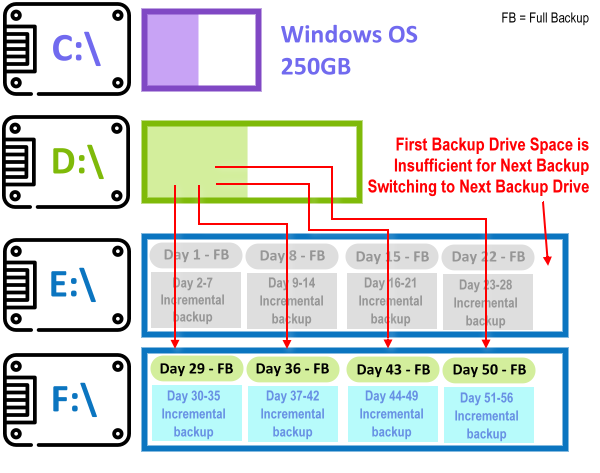 FB = Full Backup
C:\
Windows OS
250GB
D:\
First Backup Drive Space is
Insufficient for Next Backup
Switching to Next Backup Drive
E:\
Day 1 - FB
Day 8 - FB
Day 15 - FB
Day 22 - FB
Day 2-7
Incremental
backup
Day 9-14
Incremental
backup
Day 16-21
Incremental
backup
Day 23-28
Incremental
backup
F:\
Day 29 - FB
Day 36 - FB
Day 43 - FB
Day 50 - FB
Day 30-35
Incremental
backup
Day 37-42
Incremental
backup
Day 44-49
Incremental
backup
Day 51-56
Incremental
backup